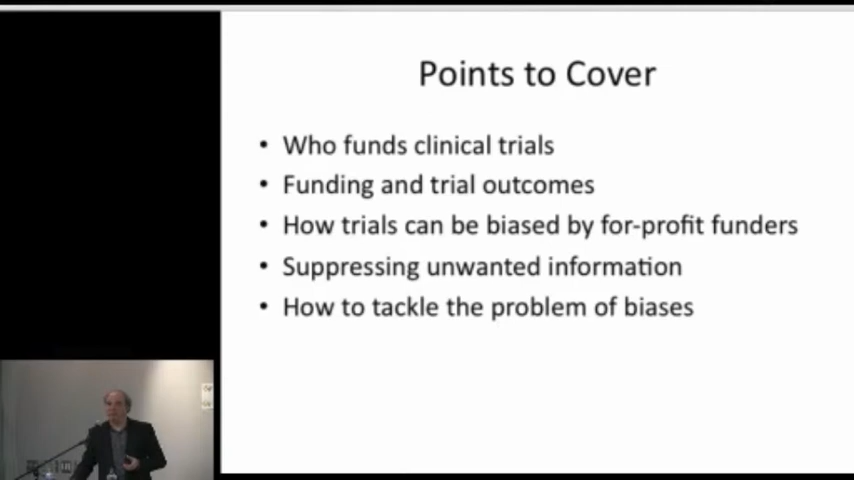 Points to Cover
• Who funds clinical trials
• Funding and trial outcomes
• How trials can be biased by for-profit funders
• Suppressing unwanted information
• How to tackle the problem of biases